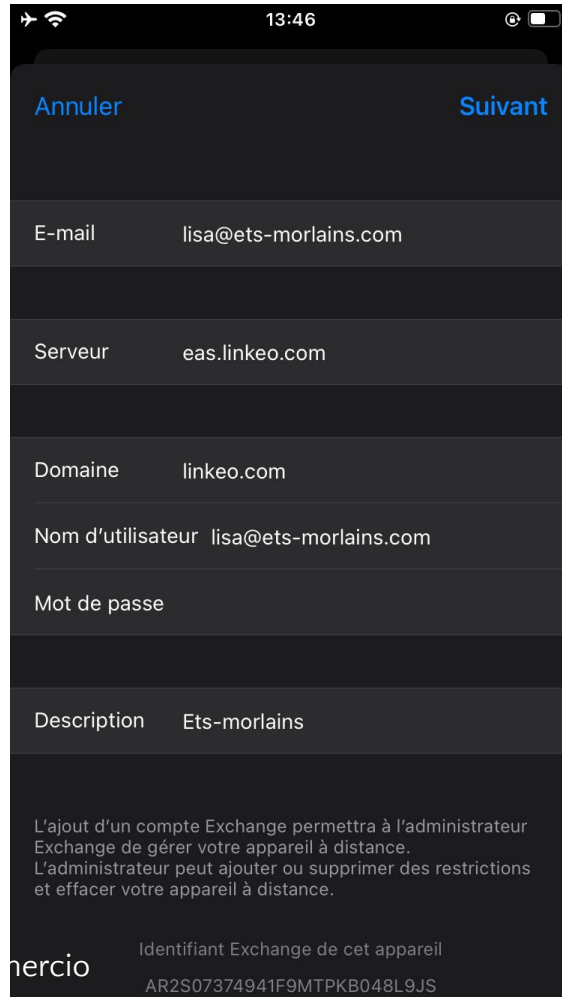 13:46
Annuler Suivant
E-mail lisa@ets-morlains.com
Serveur eas.linkeo.com
Domaine linkeo.com
Nom d'utilisateur lisa@ets-morlains.com
Mot de passe
Description Ets-morlains
L'ajout d'un compte Exchange permettra à l'administrateur
Exchange de gérer votre appareil à distance.
L'administrateur peut ajouter ou supprimer des restrictions
et effacer votre appareil à distance.
Identifiant Exchange de cet appareil
AR2S07374941F9MTPKB048L9JS